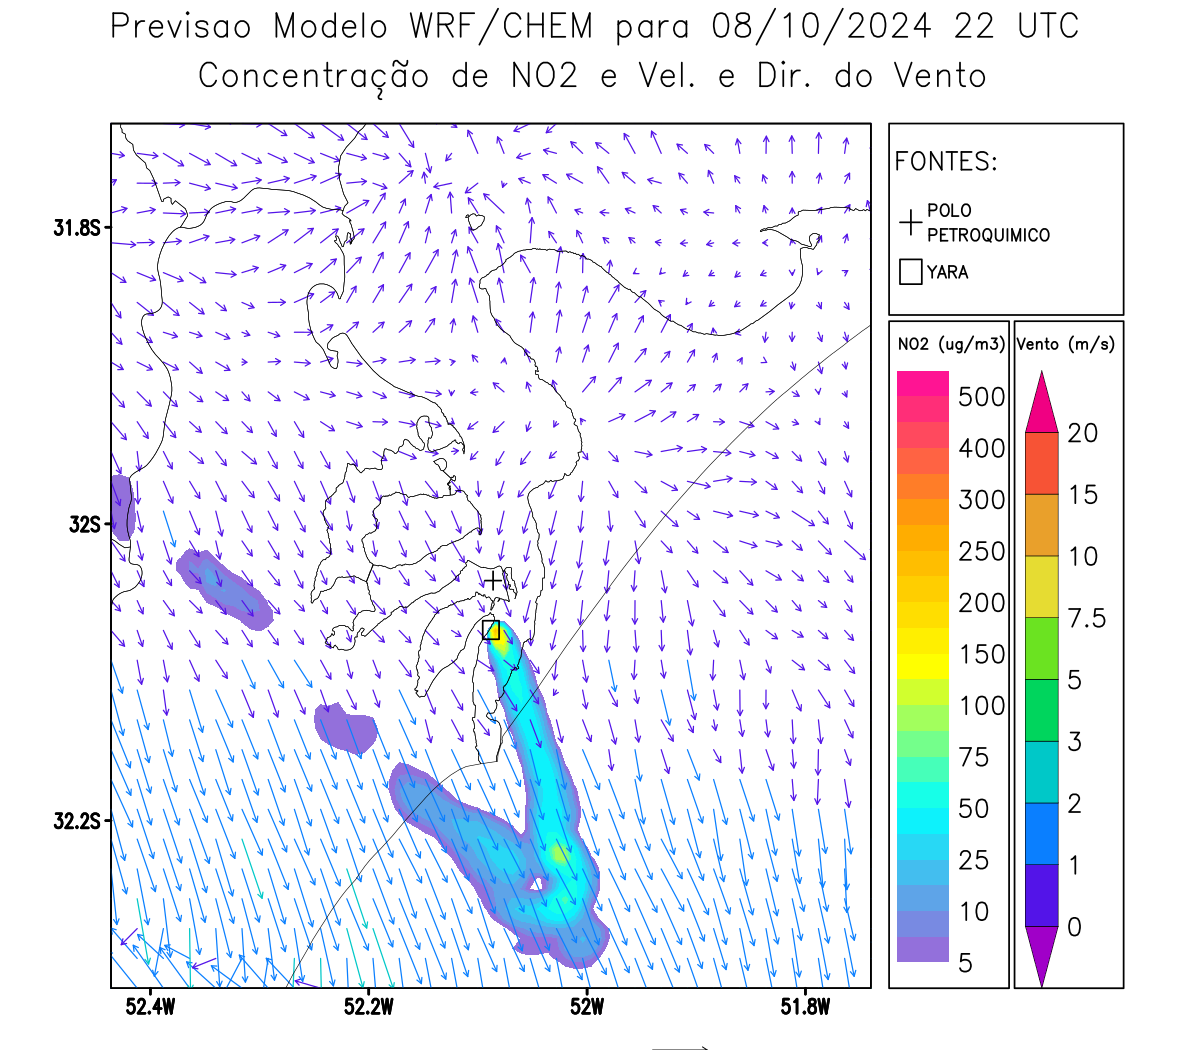 Previsao Modelo WRF/CHEM para 08/10/2024 22 UTC
Concentração de NO2 e Vel. e Dir. do Vento
FONTES:
POLO
PETROQUIMICO
YARA
NO2 (ug/m3)
500
400
300
250
200
150
100
75
50
25
10
5
Vento (m/s)
20
15
10
7.5
5
3
2
1
0
31.8S
32S
32.2S
52.4W
52.2W
52W
51.8W